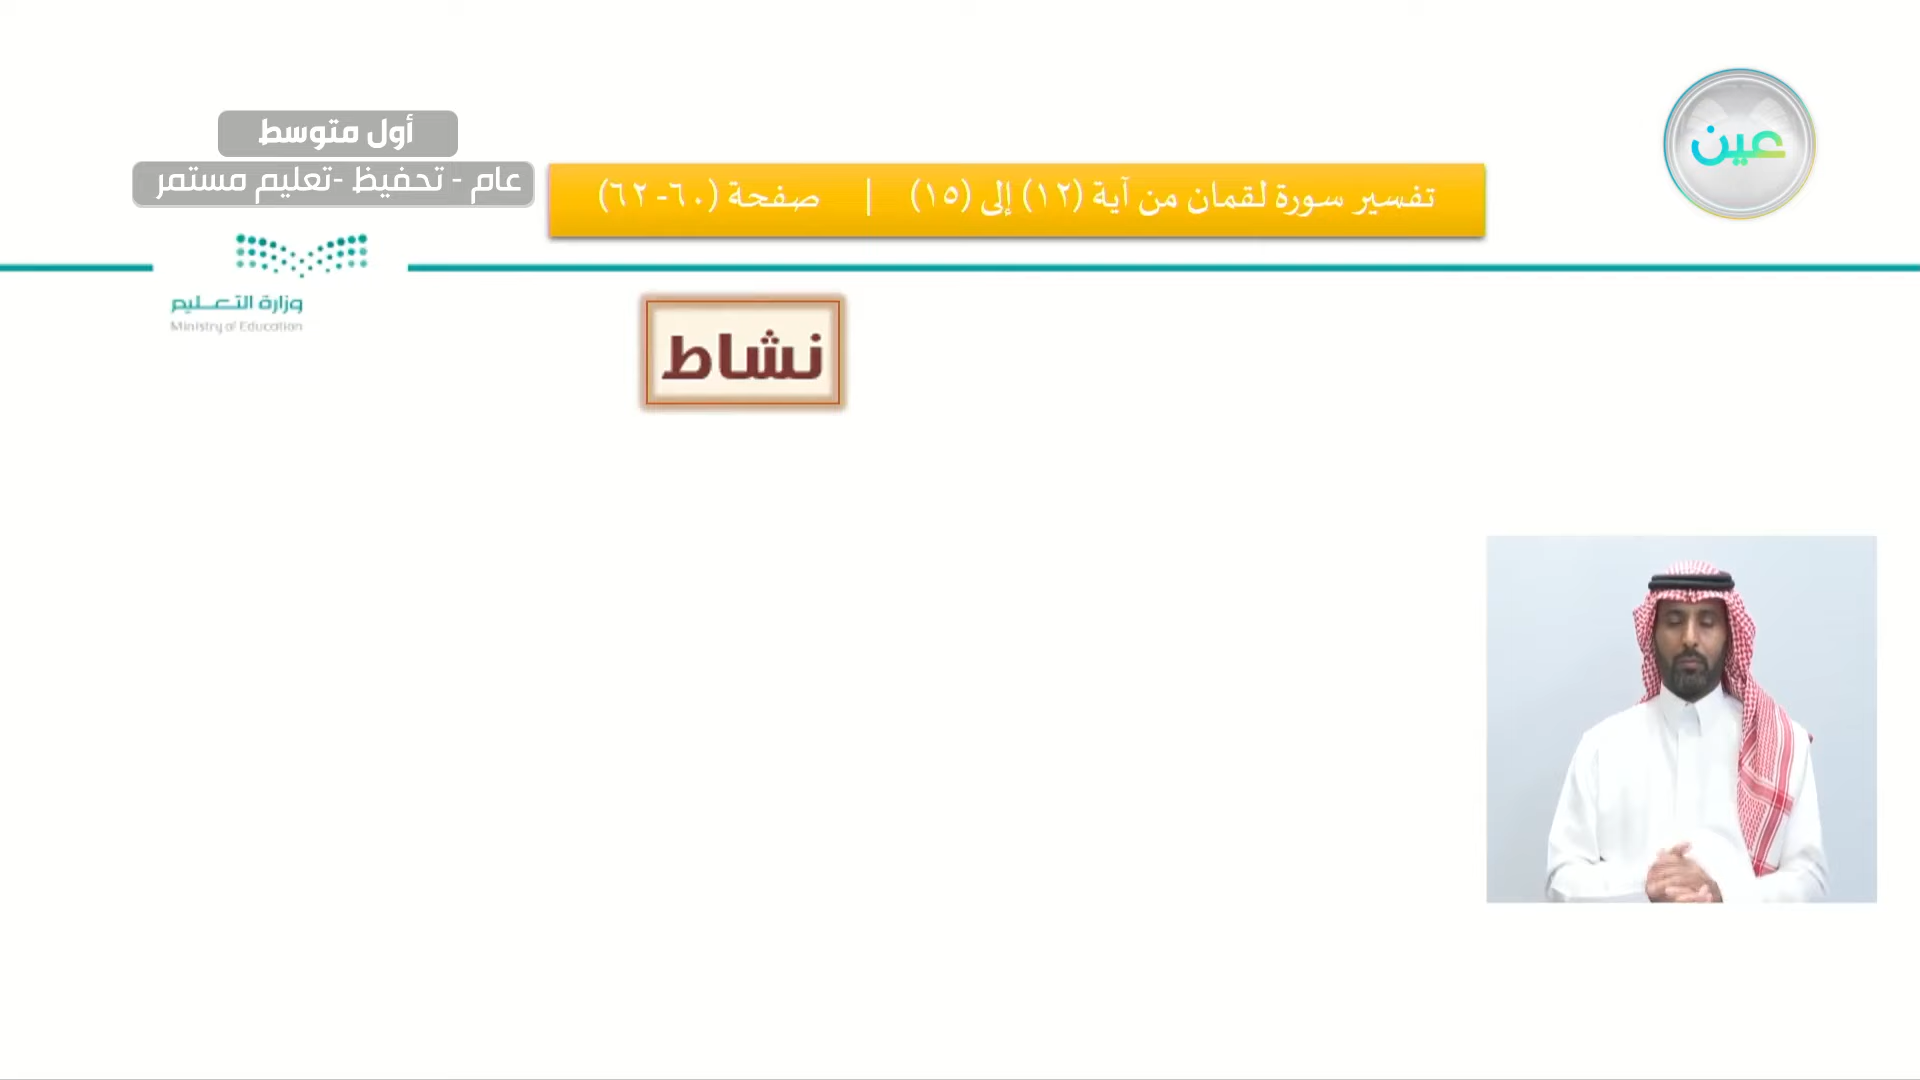 عين
أول متوسط
عام - تحفيظ -تعليم مستمر
تفسير سورة لقمان من آية (١٢) إلى (١٥) | صفحة (٦٠- ٦٢)
وزارة التعليم
Ministry of Education
نشاط